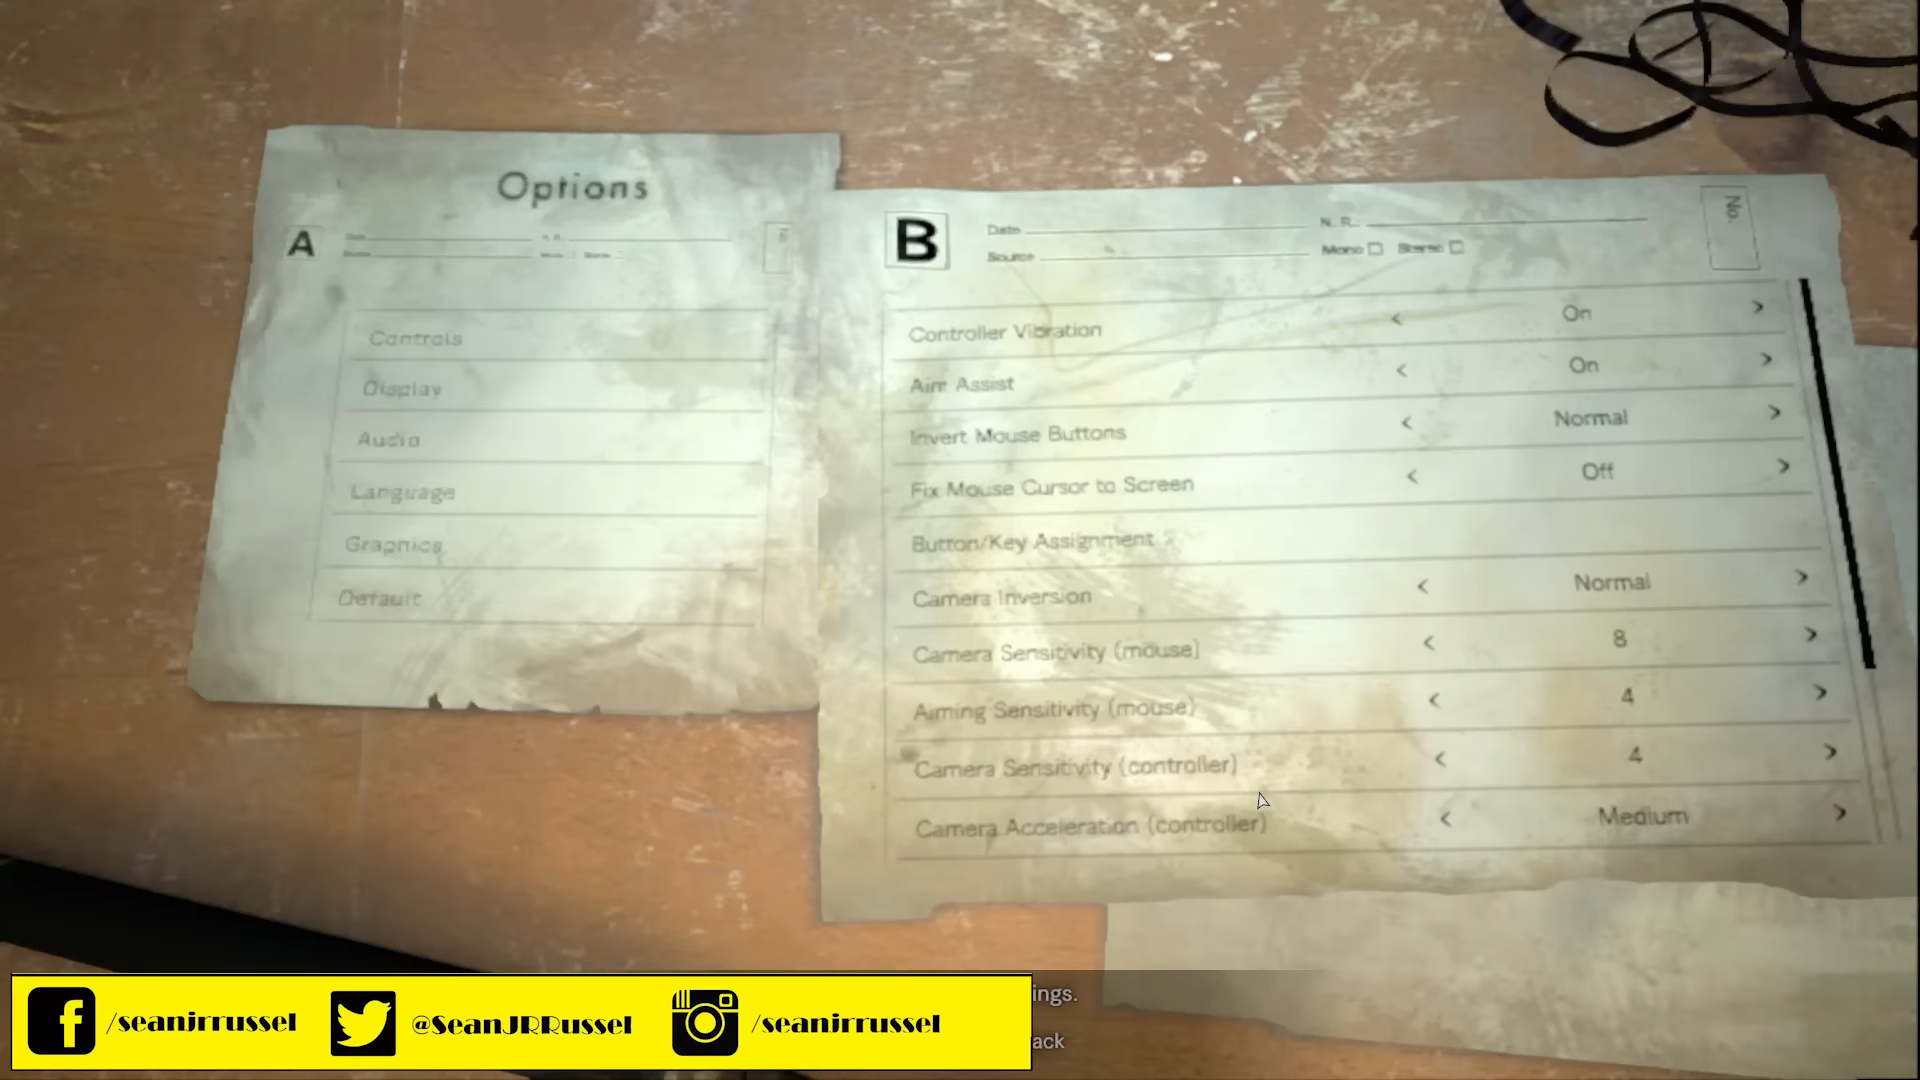 Options
A
Controls
Display
Audio
Language
Graphics
Default
B
Date
N. R.
No.
Source
Mono
Stereo
Controller Vibration < On >
Aim Assist < On >
Invert Mouse Buttons < Normal >
Fix Mouse Cursor to Screen < Off >
Button/Key Assignment
Camera Inversion < Normal >
Camera Sensitivity (mouse) < 8 >
Aiming Sensitivity (mouse) < 4 >
Camera Sensitivity (controller) < 4 >
Camera Acceleration (controller) < Medium >
ings.
ack
/seanjrrussel
@SeanJRRussel
/seanjrrussel